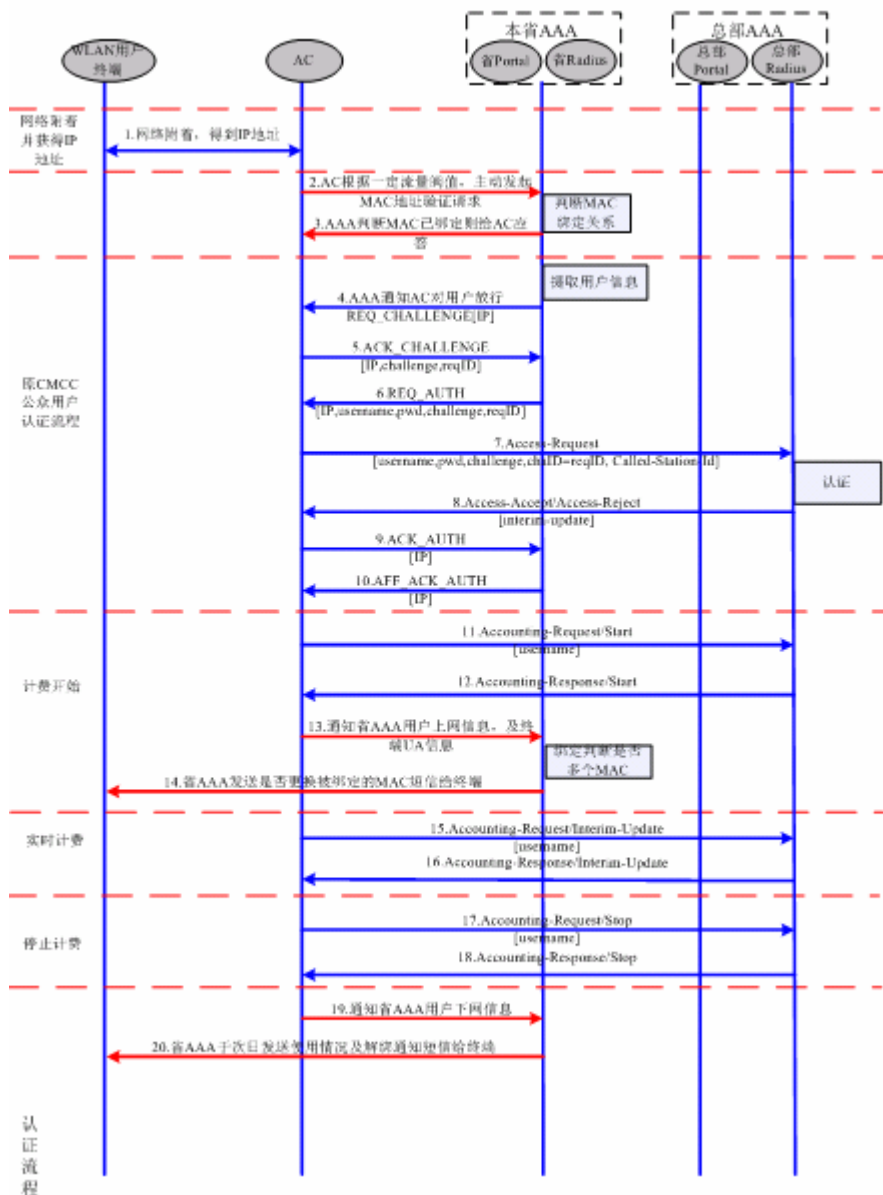 本省AAA
总部AAA
WLAN用户
终端
AC
省Portal
省Radius
总部
Portal
总部
Radius
网络附着
并获得IP
地址
1.网络附着，得到IP地址
2.AC根据一定流量阀值，主动发起
MAC地址验证请求
判断MAC
绑定关系
3.AAA判断MAC已绑定则给AC应
答
提取用户信息
4.AAA通知AC对用户放行
REQ_CHALLENGE[IP]
5.ACK_CHALLENGE
[IP,challenge,reqID]
原CMCC
公众用户
认证流程
6.REQ_AUTH
[IP,username,pwd,challenge,reqID]
7.Access-Request
[username,pwd,challenge,chaID=reqID, Called-Station-Id]
认证
8.Access-Accept/Access-Reject
[interim-update]
9.ACK_AUTH
[IP]
10.AFF_ACK_AUTH
[IP]
11.Accounting-Request/Start
[username]
计费开始
12.Accounting-Response/Start
13.通知省AAA用户上网信息，及终
端UA信息
绑定判断是否
多个MAC
14.省AAA发送是否更换被绑定的MAC短信给终端
实时计费
15.Accounting-Request/Interim-Update
[username]
16.Accounting-Response/Interim-Update
停止计费
17.Accounting-Request/Stop
[username]
18.Accounting-Response/Stop
19.通知省AAA用户下网信息
20.省AAA于次日发送使用情况及解绑通知短信给终端
认
证
流
程